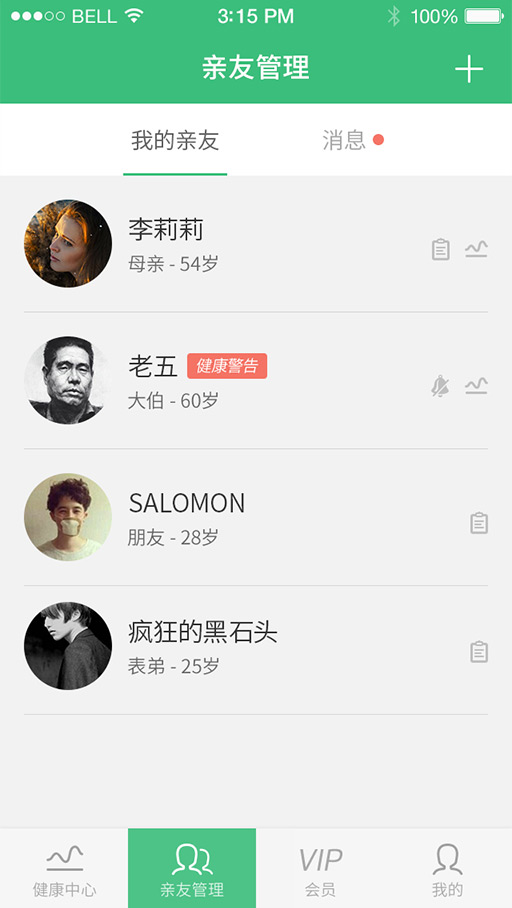 BELL 3:15 PM 100%
亲友管理
我的亲友 消息
李莉莉
母亲 - 54岁
老五 健康警告
大伯 - 60岁
SALOMON
朋友 - 28岁
疯狂的黑石头
表弟 - 25岁
VIP
健康中心 亲友管理 会员 我的